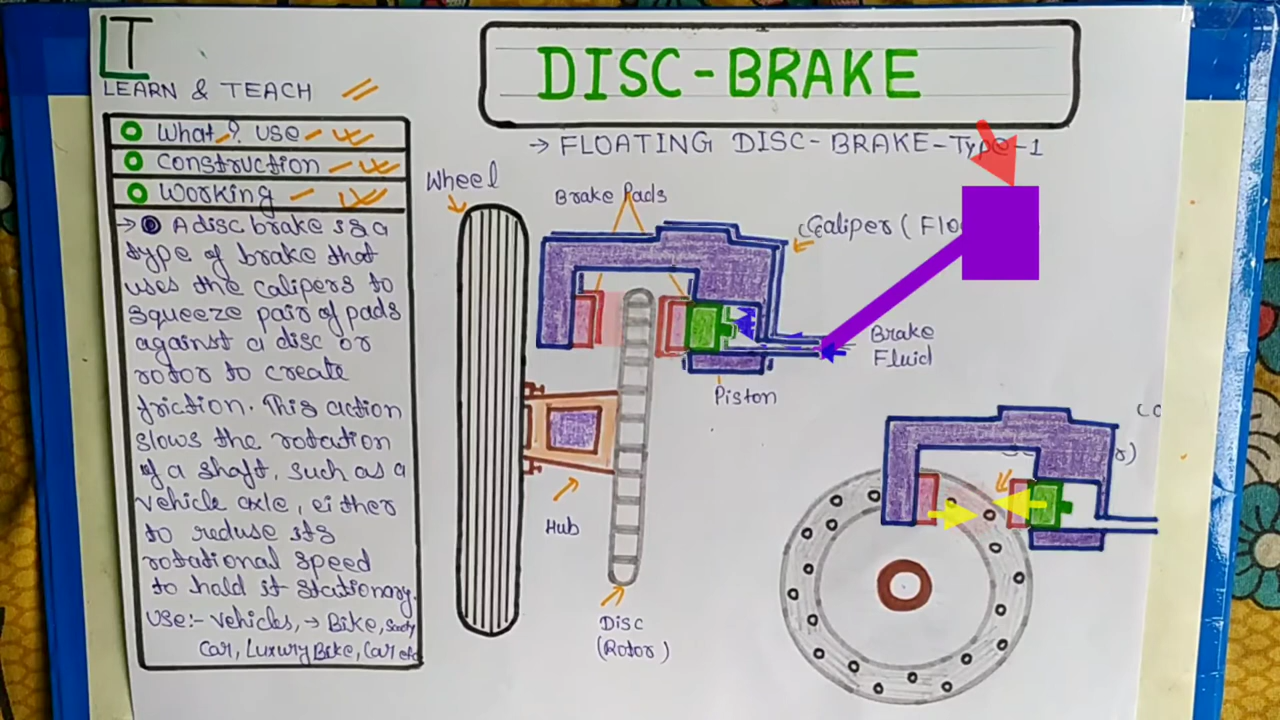 LT
LEARN & TEACH
DISC-BRAKE
→ FLOATING DISC-BRAKE-Type-1
What? use
Construction
Working
→ A disc brake is a
type of brake that
uses the calipers to
squeeze pair of pads
against a disc or
rotor to create
friction. This action
slows the rotation
of a shaft, such as a
vehicle axle, either
to reduse its
rotational speed
to hold it stationary.
Use:- Vehicles, → Bike,
Car, Luxury Bike, Car etc
Wheel
Brake Pads
Caliper (Flo
Brake
Fluid
Piston
Hub
Disc
(Rotor)